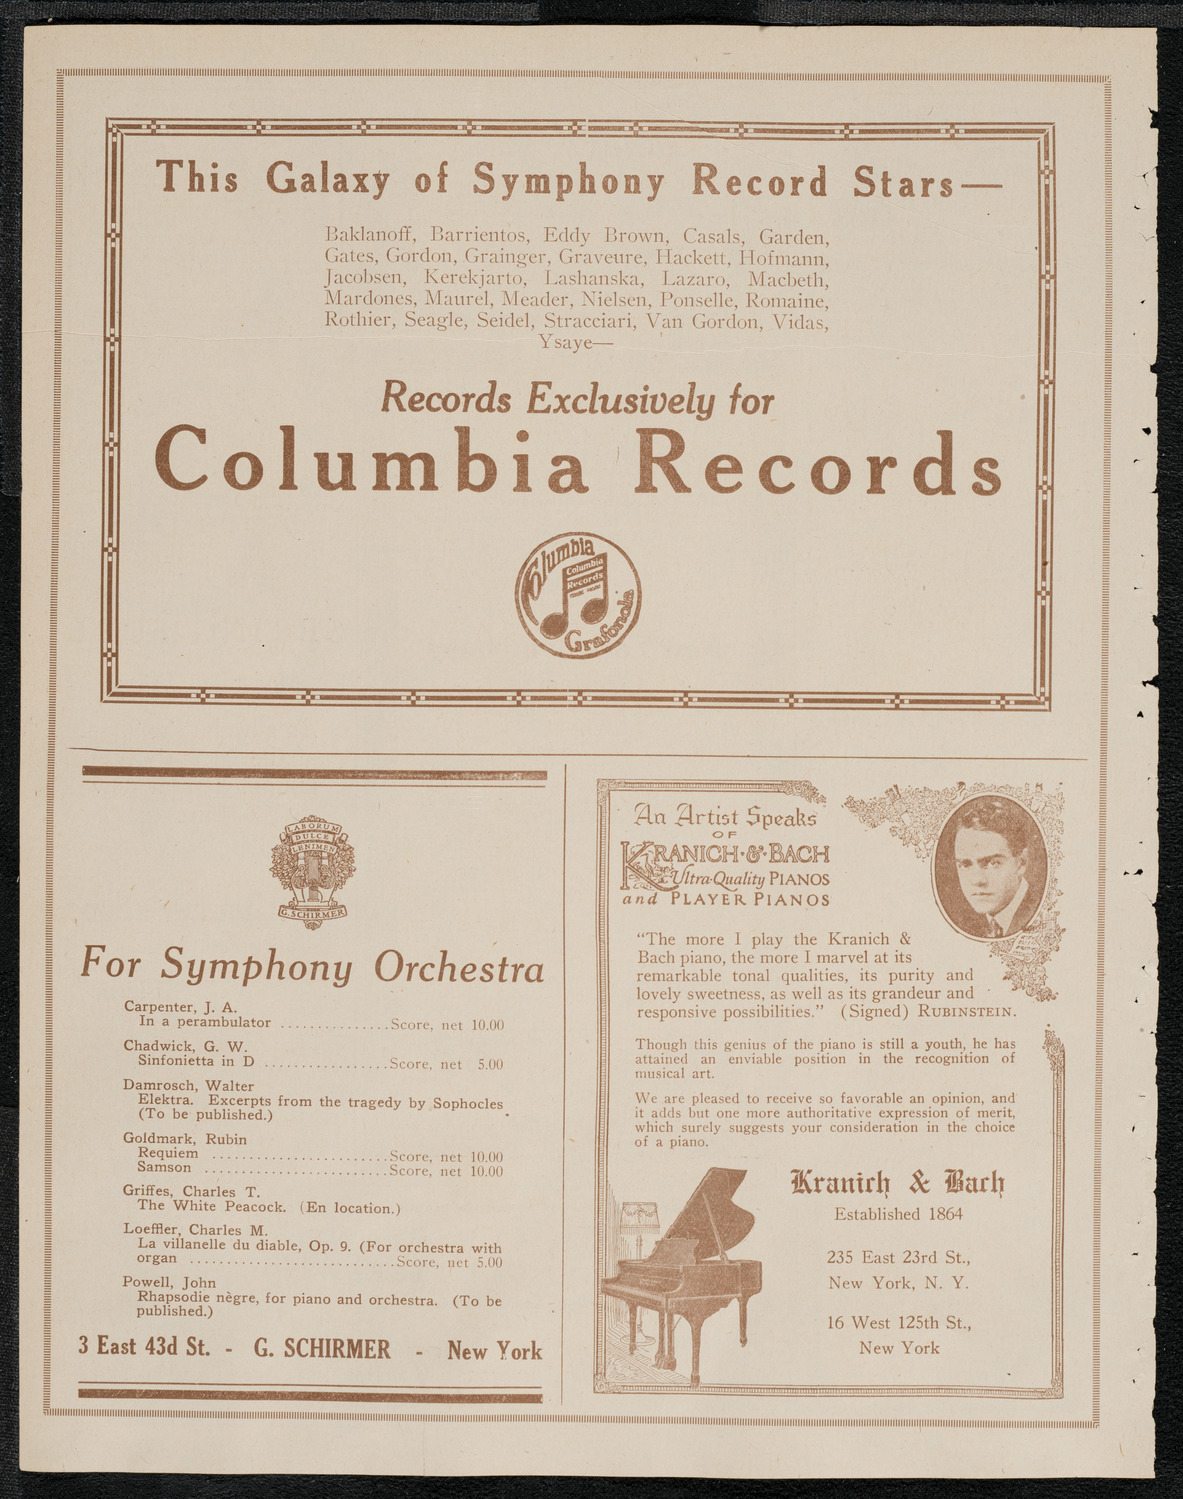 This Galaxy of Symphony Record Stars—
Baklanoff, Barrientos, Eddy Brown, Casals, Garden,
Gates, Gordon, Grainger, Graveure, Hackett, Hofmann,
Jacobsen, Kerekjarto, Lashanska, Lazaro, Macbeth,
Mardones, Maurel, Meader, Nielsen, Ponselle, Romaine,
Rothier, Seagle, Seidel, Stracciari, Van Gordon, Vidas,
Ysaye—
Records Exclusively for
Columbia Records
Columbia
Columbia
Records
Grafonola
LABORUM
DULCE
LENIMEN
G. SCHIRMER
For Symphony Orchestra
Carpenter, J. A.
In a perambulator ...............Score, net 10.00
Chadwick, G. W.
Sinfonietta in D .................Score, net 5.00
Damrosch, Walter
Elektra. Excerpts from the tragedy by Sophocles
(To be published.)
Goldmark, Rubin
Requiem ........................Score, net 10.00
Samson .........................Score, net 10.00
Griffes, Charles T.
The White Peacock. (En location.)
Loeffler, Charles M.
La villanelle du diable, Op. 9. (For orchestra with
organ ............................Score, net 5.00
Powell, John
Rhapsodie nègre, for piano and orchestra. (To be
published.)
3 East 43d St. - G. SCHIRMER - New York
An Artist Speaks
OF
KRANICH·&·BACH
Ultra-Quality PIANOS
and PLAYER PIANOS
“The more I play the Kranich &
Bach piano, the more I marvel at its
remarkable tonal qualities, its purity and
lovely sweetness, as well as its grandeur and
responsive possibilities.” (Signed) RUBINSTEIN.
Though this genius of the piano is still a youth, he has
attained an enviable position in the recognition of
musical art.
We are pleased to receive so favorable an opinion, and
it adds but one more authoritative expression of merit,
which surely suggests your consideration in the choice
of a piano.
Kranich & Bach
Established 1864
235 East 23rd St.,
New York, N. Y.
16 West 125th St.,
New York